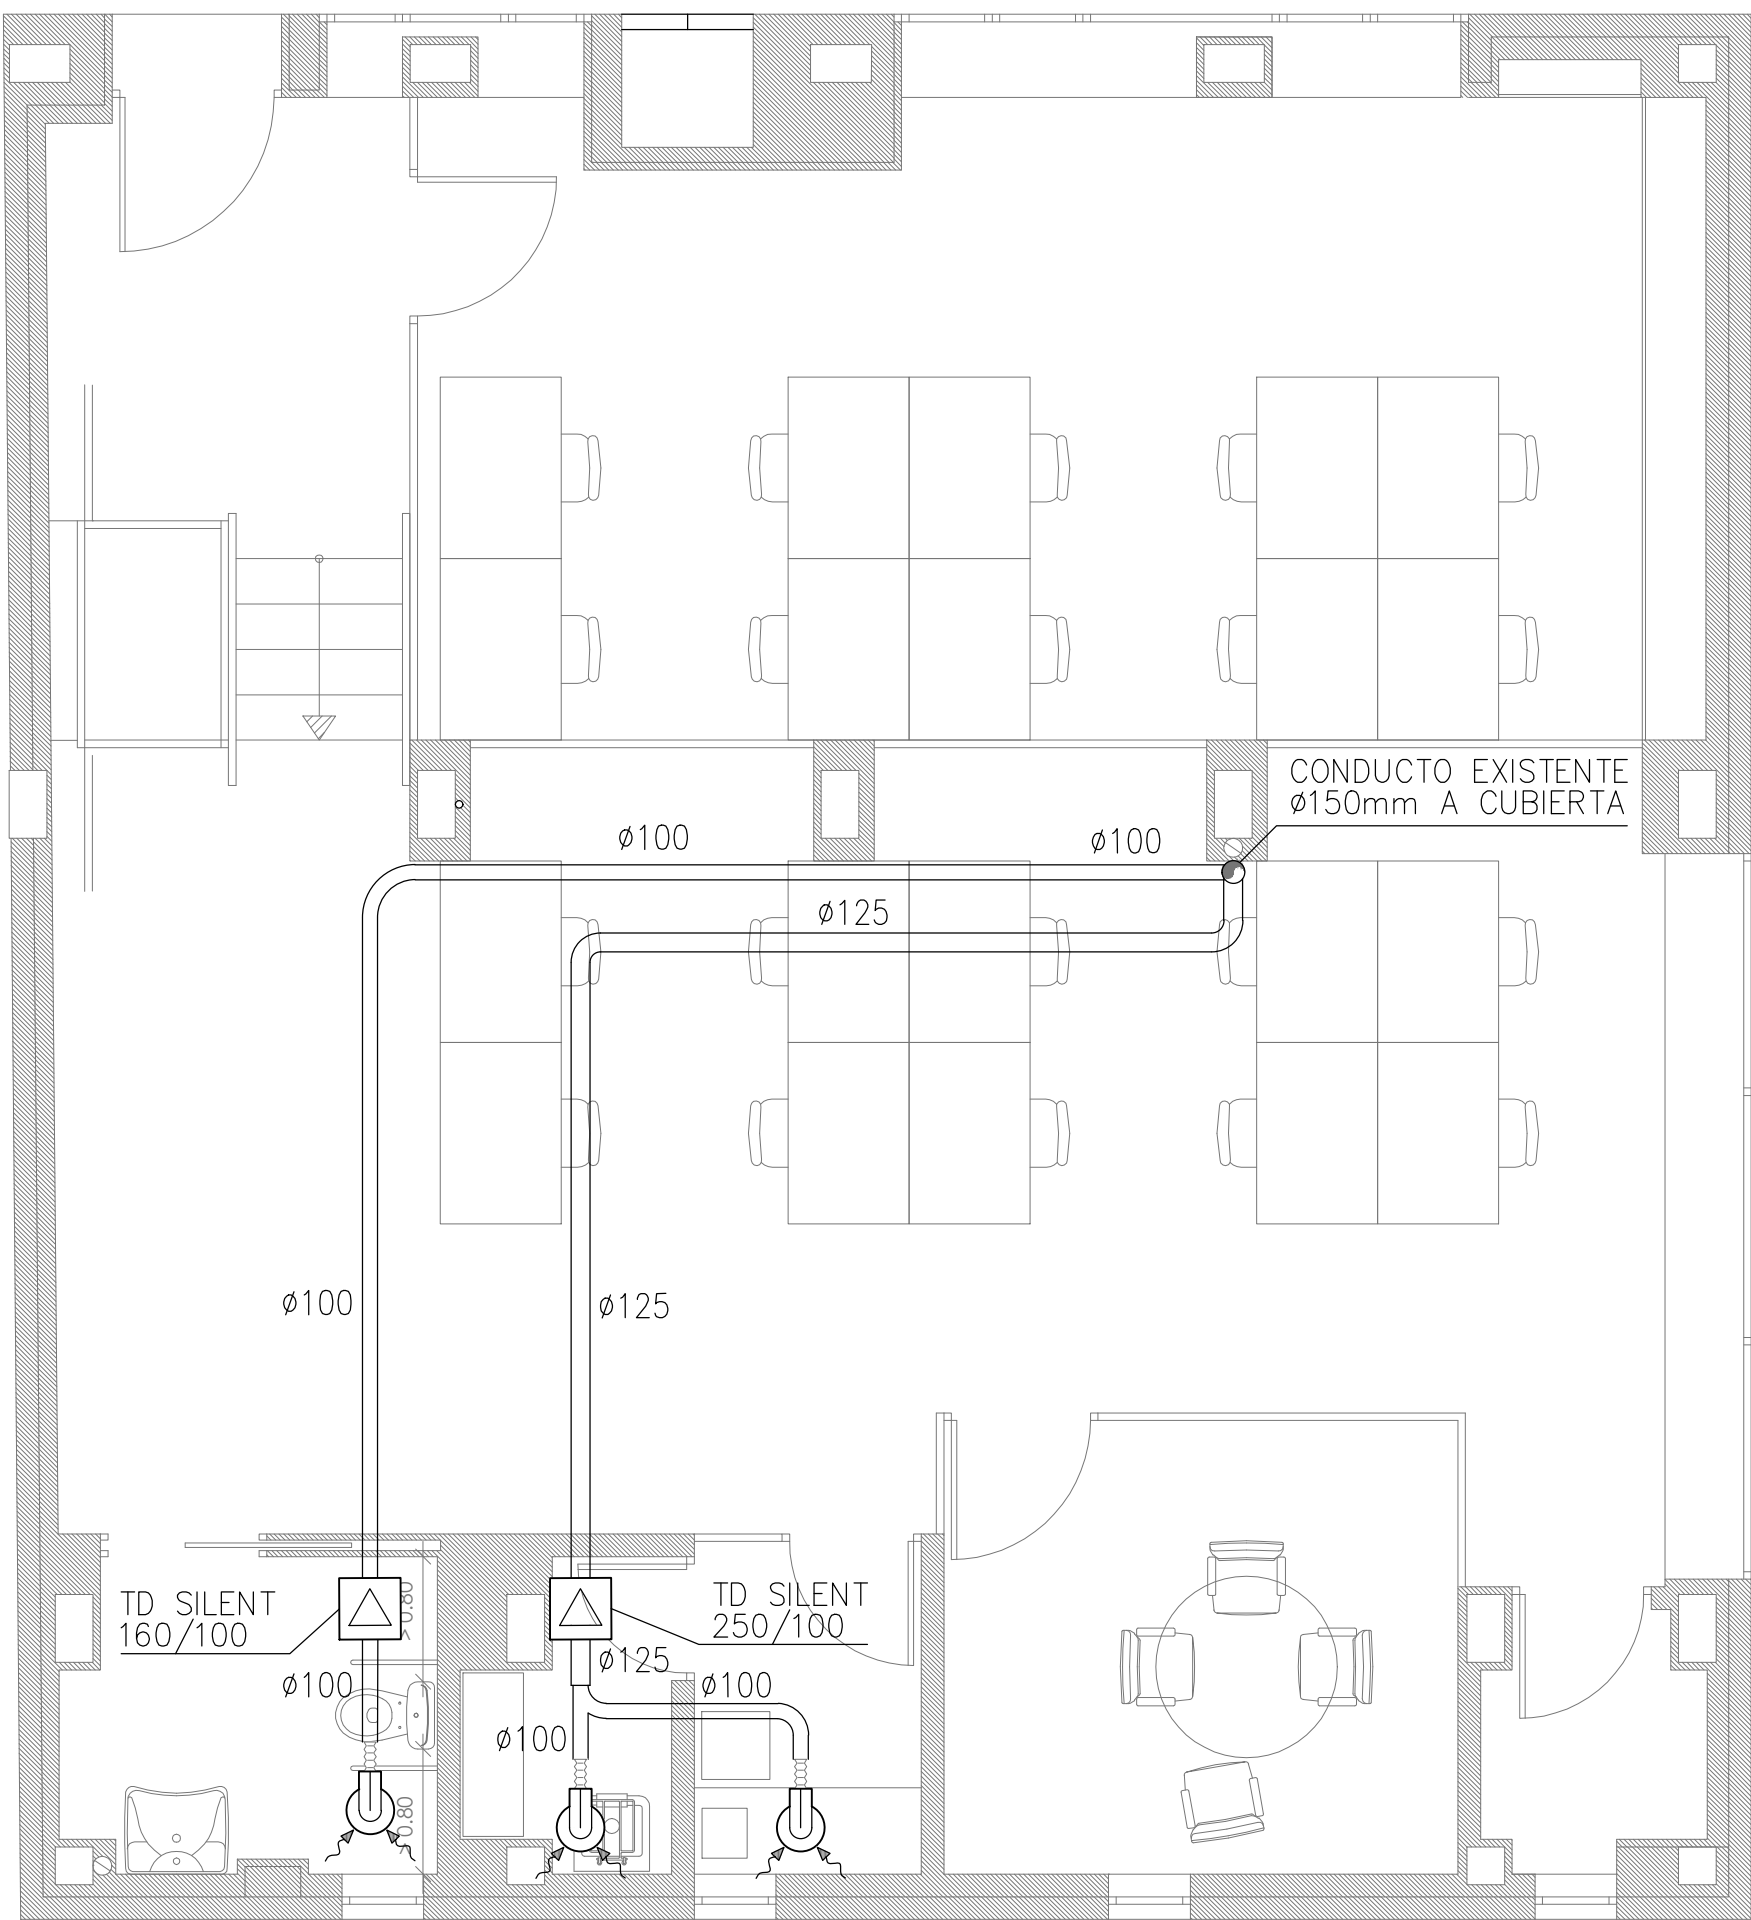 CONDUCTO EXISTENTE
ø150mm A CUBIERTA
ø100
ø100
ø125
ø100
ø125
TD SILENT
160/100
> 0.80
TD SILENT
250/100
ø125
ø100
ø100
ø100
> 0.80